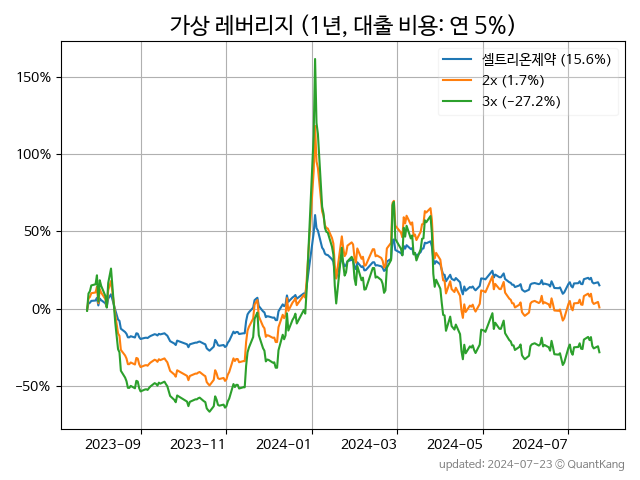 가상 레버리지 (1년, 대출 비용: 연 5%)
셀트리온제약 (15.6%)
2x (1.7%)
3x (−27.2%)
150%
100%
50%
0%
−50%
2023-09 2023-11 2024-01 2024-03 2024-05 2024-07
updated: 2024-07-23 © QuantKang